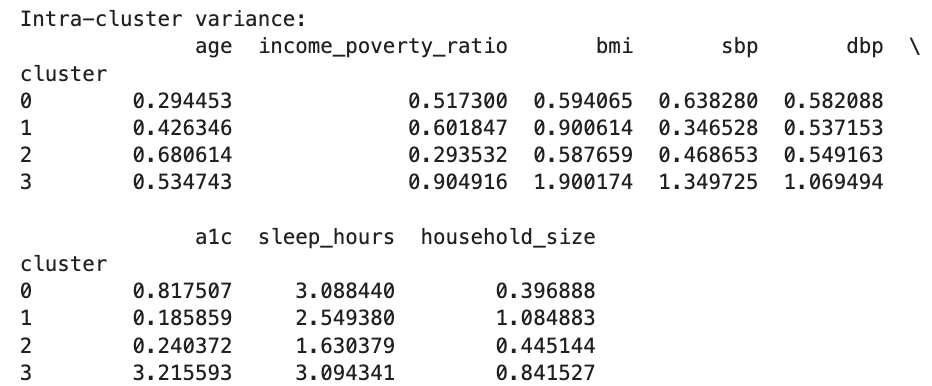 Intra-cluster variance:
age income_poverty_ratio bmi sbp dbp \
cluster
0 0.294453 0.517300 0.594065 0.638280 0.582088
1 0.426346 0.601847 0.900614 0.346528 0.537153
2 0.680614 0.293532 0.587659 0.468653 0.549163
3 0.534743 0.904916 1.900174 1.349725 1.069494
a1c sleep_hours household_size
cluster
0 0.817507 3.088440 0.396888
1 0.185859 2.549380 1.084883
2 0.240372 1.630379 0.445144
3 3.215593 3.094341 0.841527